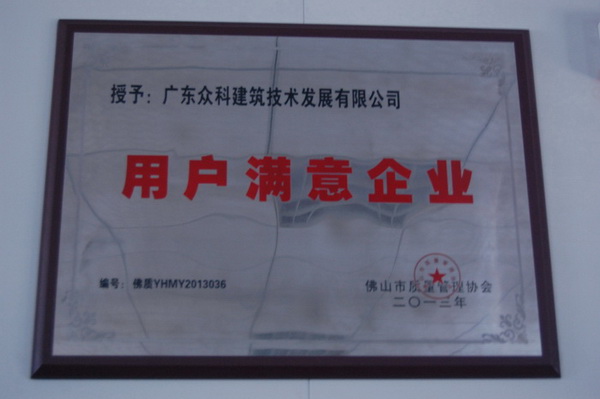 授予：广东众科建筑技术发展有限公司
用户满意企业
编号：佛质YHMY2013036
佛山市质量管理协会
二〇一三年